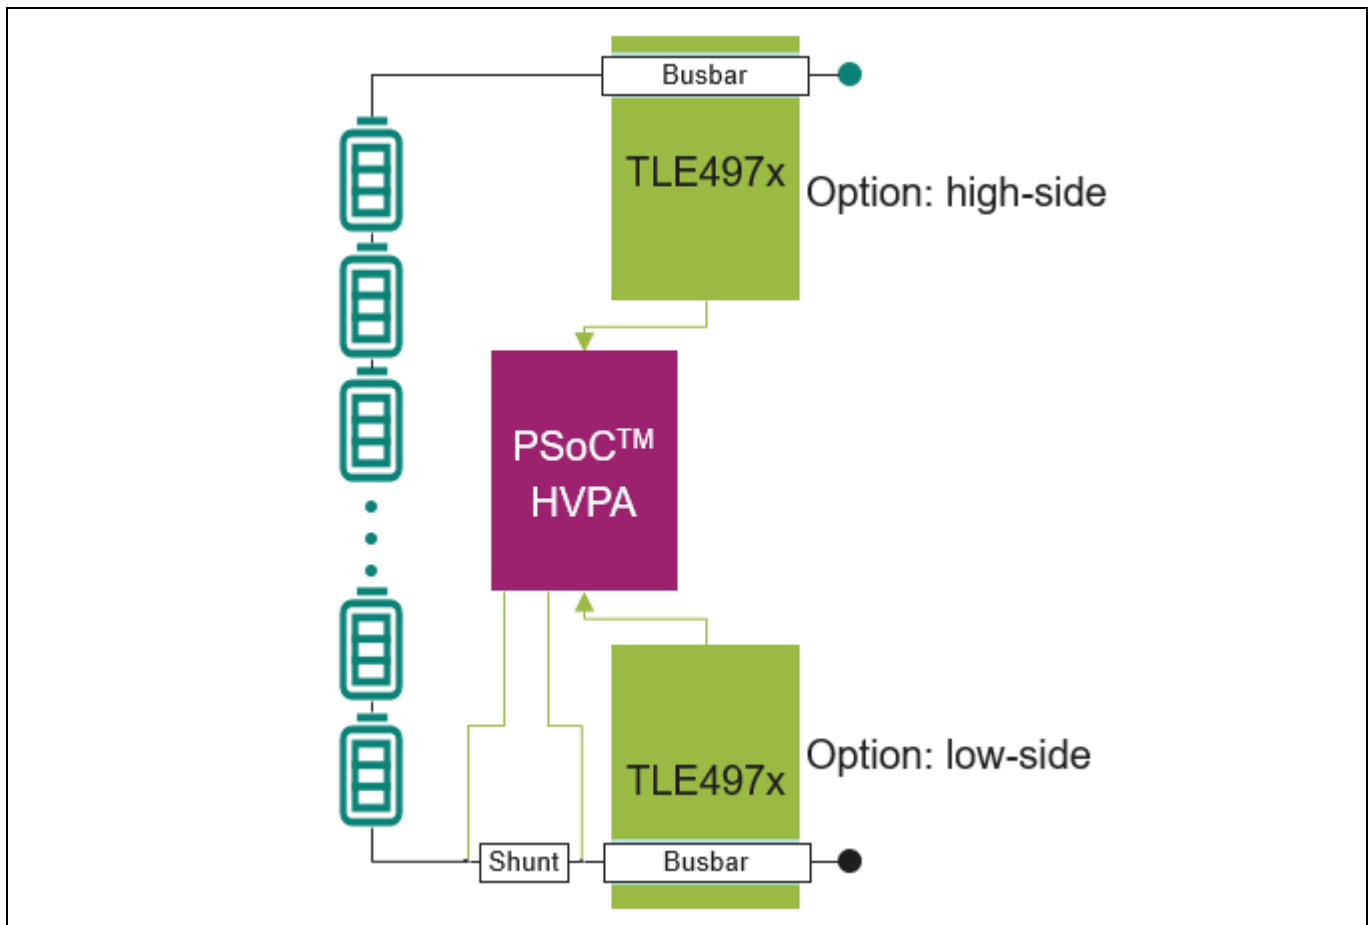 Busbar
TLE497x
Option: high-side
PSoC™
HVPA
Option: low-side
TLE497x
Shunt
Busbar